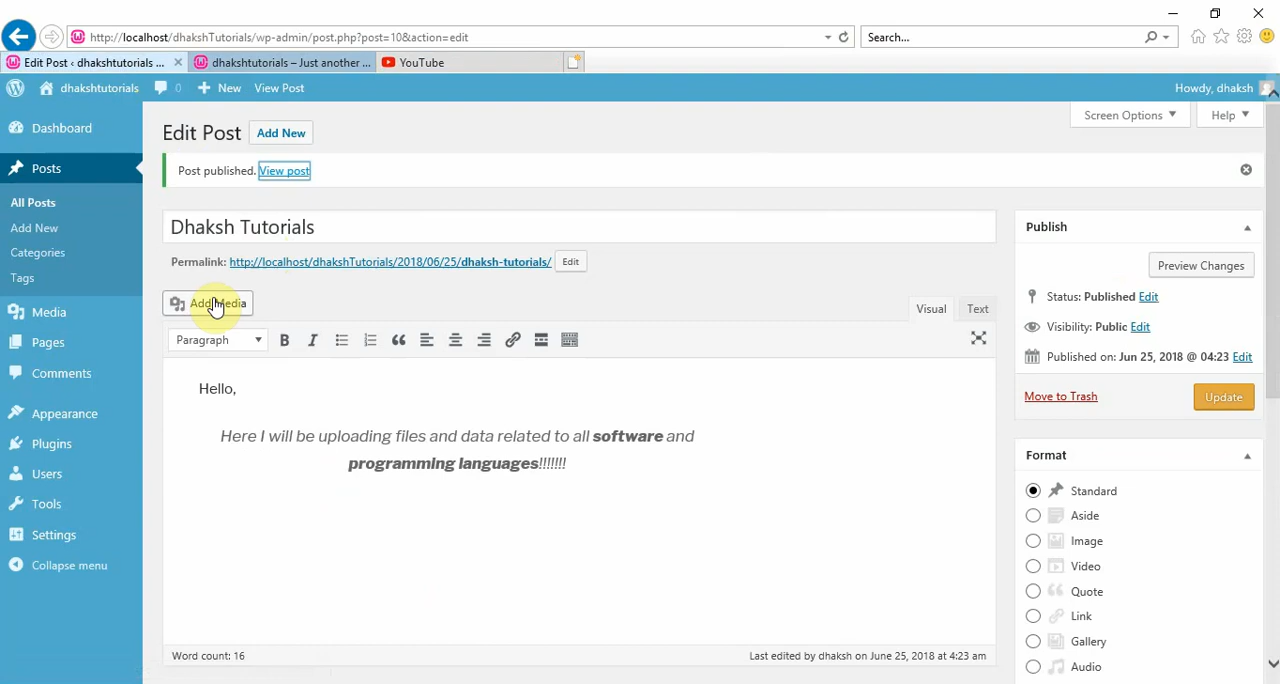 http://localhost/dhakshTutorials/wp-admin/post.php?post=10&action=edit
Search...
Edit Post ‹ dhakshtutorials ...
dhakshtutorials – Just another ...
YouTube
dhakshtutorials
0
New
View Post
Howdy, dhaksh
Dashboard
Posts
All Posts
Add New
Categories
Tags
Media
Pages
Comments
Appearance
Plugins
Users
Tools
Settings
Collapse menu
Screen Options
Help
Edit Post
Add New
Post published. View post
Dhaksh Tutorials
Permalink: http://localhost/dhakshTutorials/2018/06/25/dhaksh-tutorials/
Edit
Add Media
Visual
Text
Paragraph
B
I
Hello,
Here I will be uploading files and data related to all software and
programming languages!!!!!!!
Word count: 16
Last edited by dhaksh on June 25, 2018 at 4:23 am
Publish
Preview Changes
Status: Published Edit
Visibility: Public Edit
Published on: Jun 25, 2018 @ 04:23 Edit
Move to Trash
Update
Format
Standard
Aside
Image
Video
Quote
Link
Gallery
Audio